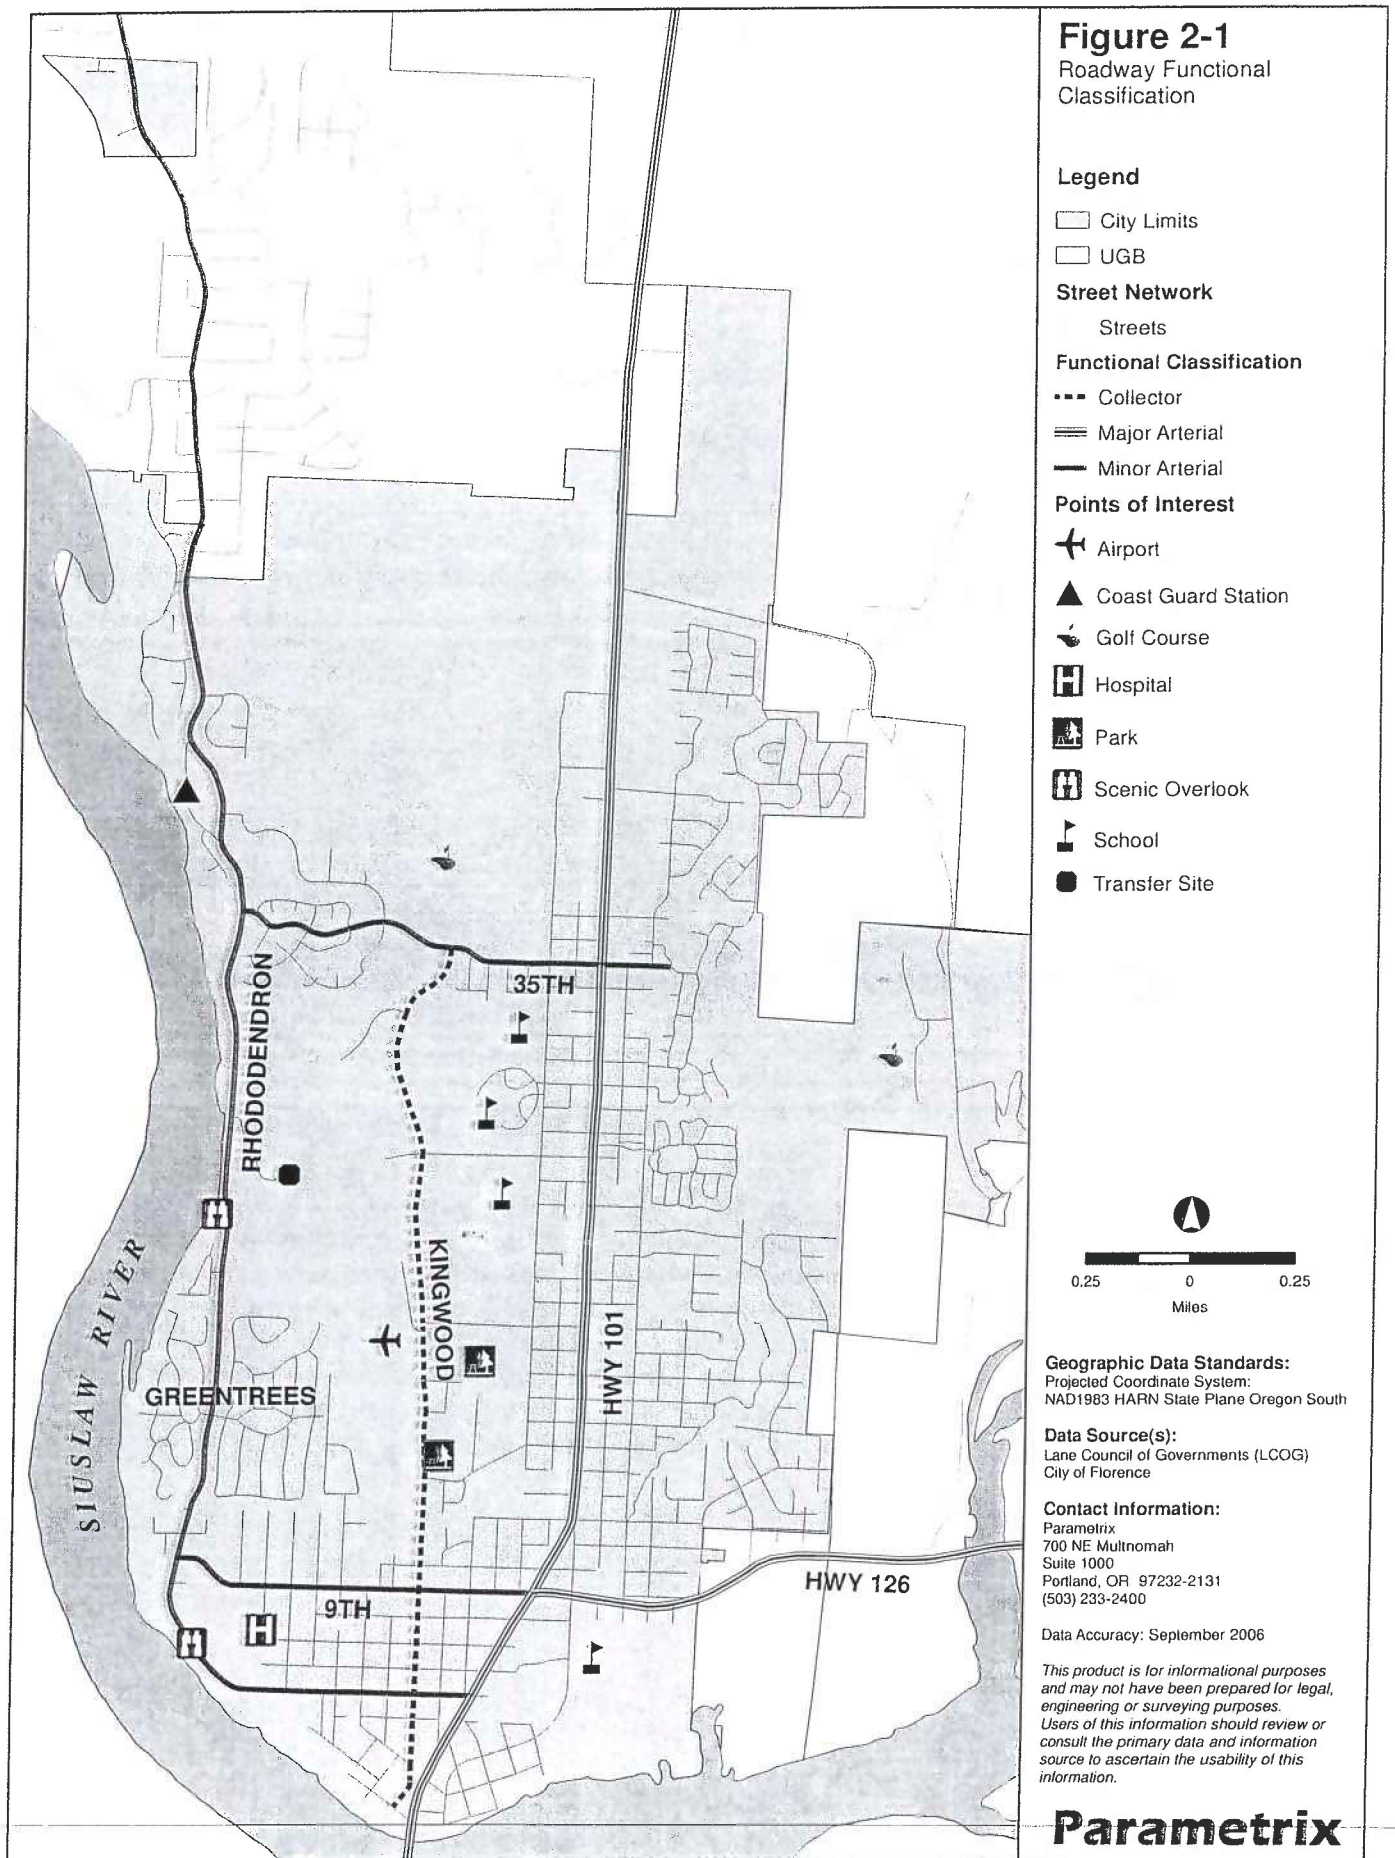 Figure 2-1
Roadway Functional
Classification
Legend
City Limits
UGB
Street Network
Streets
Functional Classification
Collector
Major Arterial
Minor Arterial
Points of Interest
Airport
Coast Guard Station
Golf Course
Hospital
Park
Scenic Overlook
School
Transfer Site
35TH
RHODODENDRON
KINGWOOD
HWY 101
SIUSLAW RIVER
GREENTREES
9TH
HWY 126
0.25 0 0.25
Miles
Geographic Data Standards:
Projected Coordinate System:
NAD1983 HARN State Plane Oregon South
Data Source(s):
Lane Council of Governments (LCOG)
City of Florence
Contact Information:
Parametrix
700 NE Multnomah
Suite 1000
Portland, OR 97232-2131
(503) 233-2400
Data Accuracy: September 2006
This product is for informational purposes
and may not have been prepared for legal,
engineering or surveying purposes.
Users of this information should review or
consult the primary data and information
source to ascertain the usability of this
information.
Parametrix